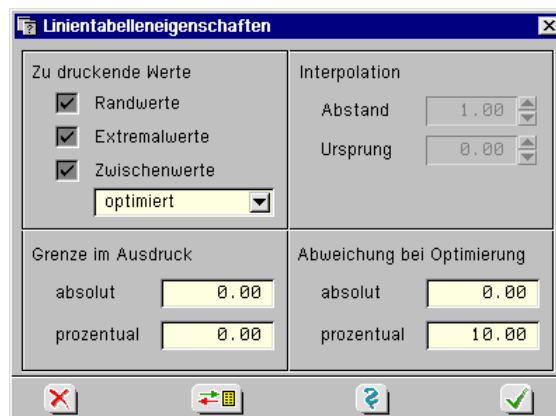 Linientabelleneigenschaften
Zu druckende Werte
Randwerte
Extremalwerte
Zwischenwerte
optimiert
Interpolation
Abstand 1.00
Ursprung 0.00
Grenze im Ausdruck
absolut 0.00
prozentual 0.00
Abweichung bei Optimierung
absolut 0.00
prozentual 10.00